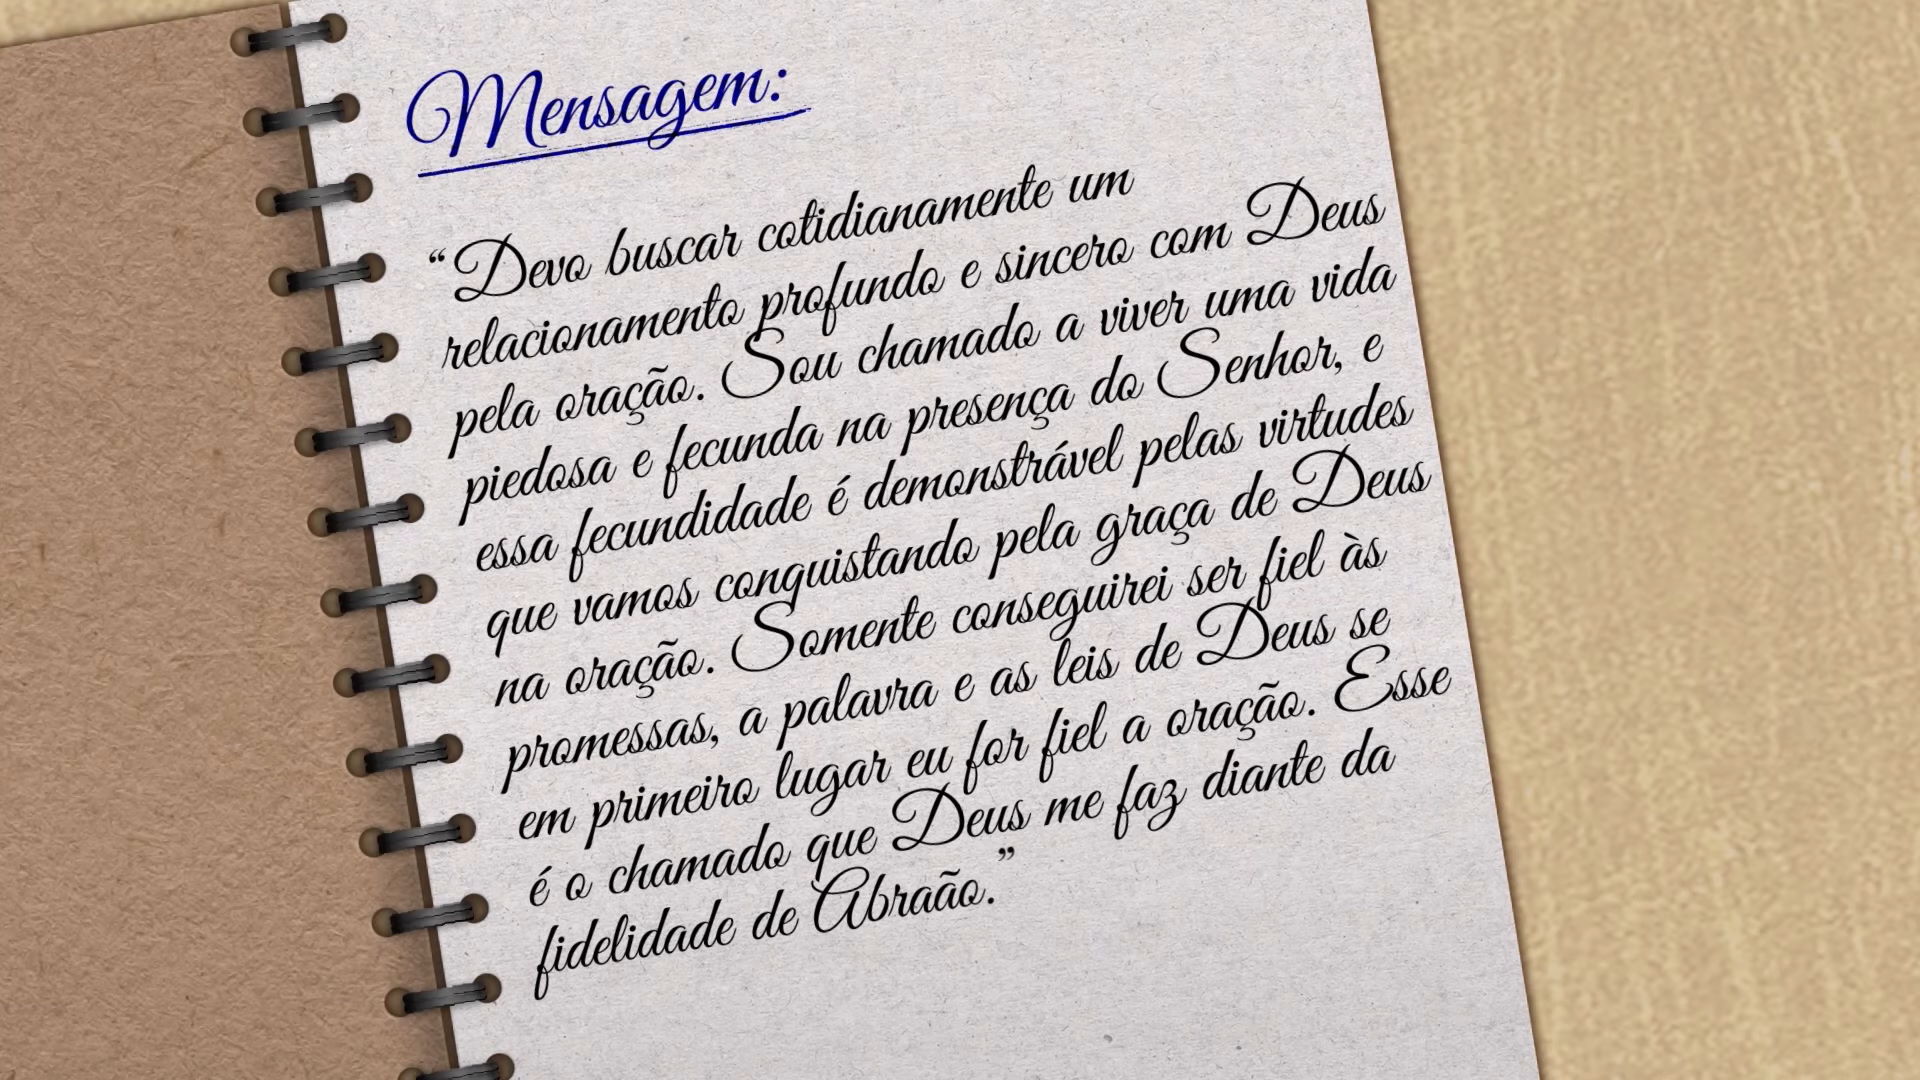 Mensagem:
“Devo buscar cotidianamente um
relacionamento profundo e sincero com Deus
pela oração. Sou chamado a viver uma vida
piedosa e fecunda na presença do Senhor, e
essa fecundidade é demonstrável pelas virtudes
que vamos conquistando pela graça de Deus
na oração. Somente conseguirei ser fiel às
promessas, a palavra e as leis de Deus se
em primeiro lugar eu for fiel a oração. Esse
é o chamado que Deus me faz diante da
fidelidade de Abraão.”